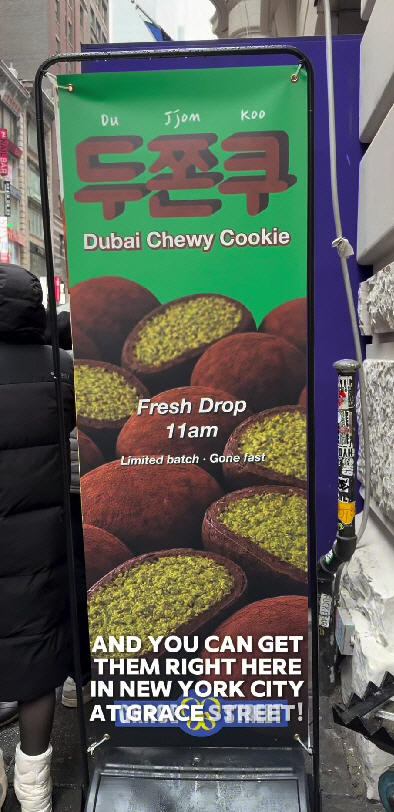 Du Jjon Koo
두쫀쿠
Dubai Chewy Cookie
Fresh Drop
11am
Limited batch · Gone fast
AND YOU CAN GET
THEM RIGHT HERE
IN NEW YORK CITY
AT GRACE STREET!